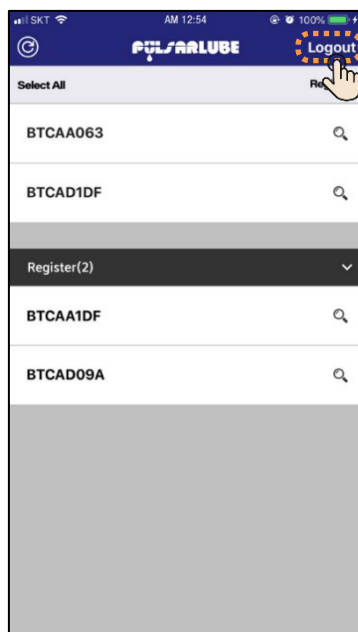 SKT AM 12:54 100%
PULSARLUBE Logout
Select All
BTCAA063
BTCAD1DF
Register(2)
BTCAA1DF
BTCAD09A